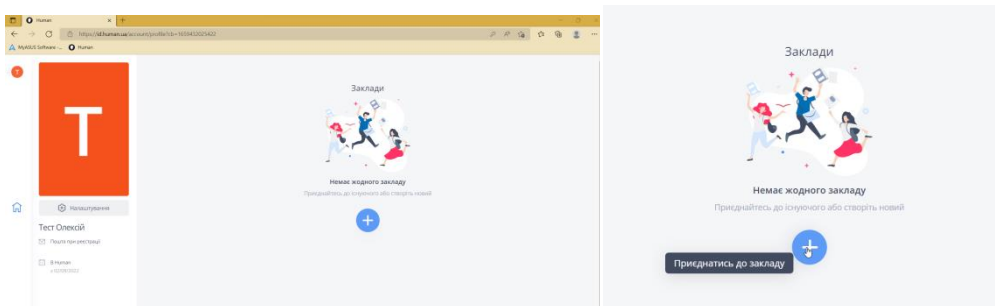 Human
https://id.human.ua/account/profile?cb=1659432025422
MyASUS Software -...
Human
T
T
Налаштування
Тест Олексій
Пошта при реєстрації
В Human
Заклади
Немає жодного закладу
Приєднайтесь до існуючого або створіть новий
Заклади
Немає жодного закладу
Приєднайтесь до існуючого або створіть новий
Приєднатись до закладу